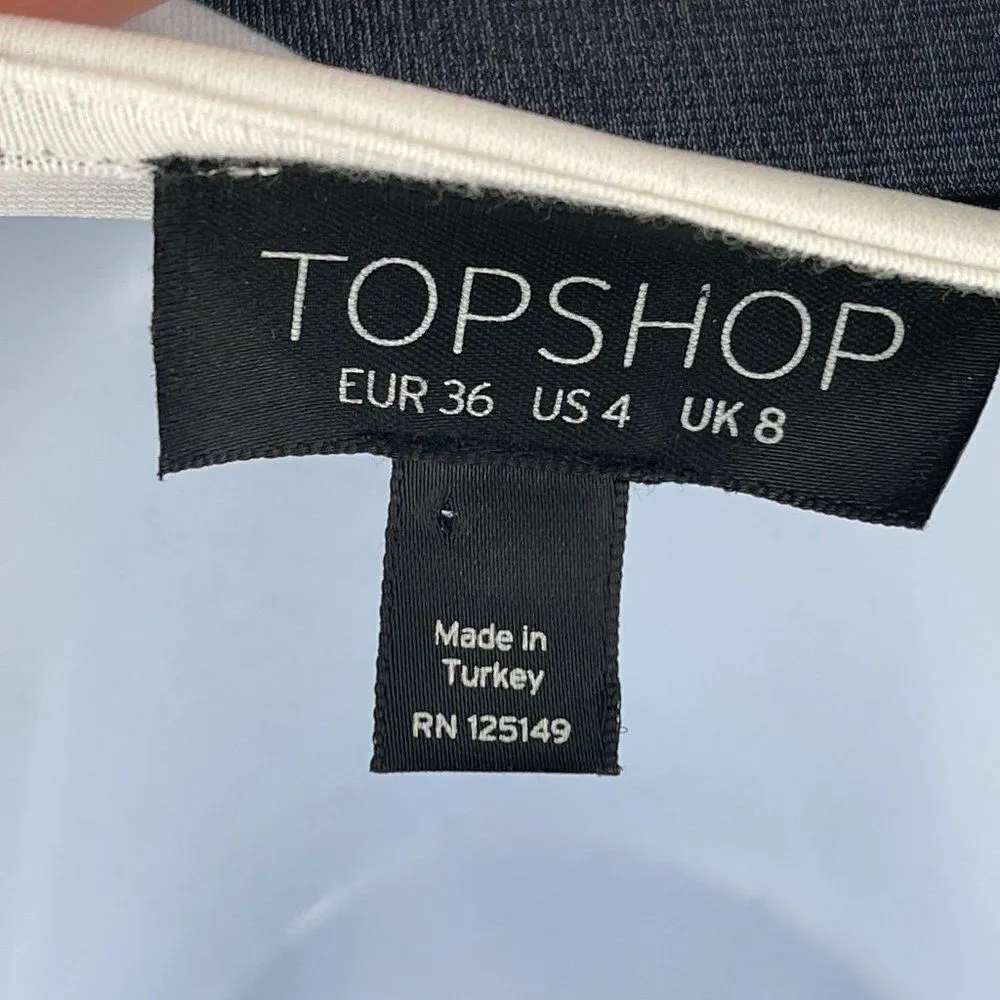 TOPSHOP
EUR 36 US 4 UK 8
Made in
Turkey
RN 125149